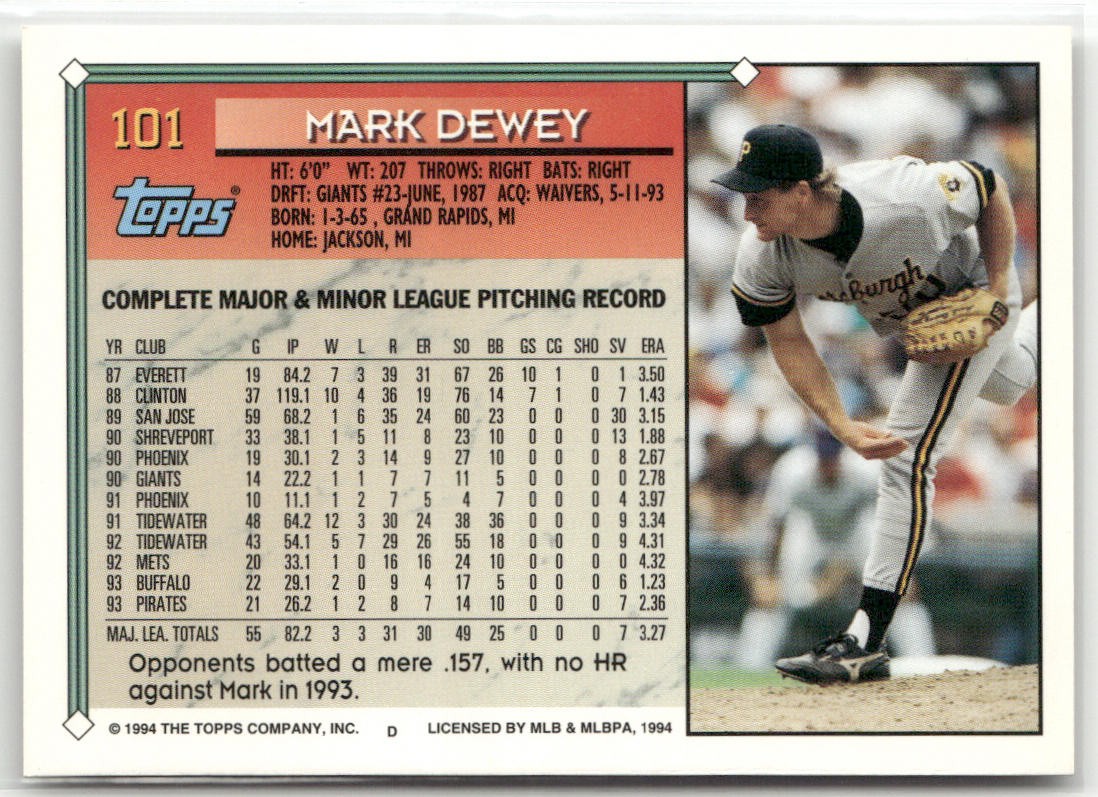 101
MARK DEWEY
Topps®
HT: 6'0" WT: 207 THROWS: RIGHT BATS: RIGHT
DRFT: GIANTS #23-JUNE, 1987 ACQ: WAIVERS, 5-11-93
BORN: 1-3-65 , GRAND RAPIDS, MI
HOME: JACKSON, MI
COMPLETE MAJOR & MINOR LEAGUE PITCHING RECORD
YR CLUB G IP W L R ER SO BB GS CG SHO SV ERA
87 EVERETT 19 84.2 7 3 39 31 67 26 10 1 0 1 3.50
88 CLINTON 37 119.1 10 4 36 19 76 14 7 1 0 7 1.43
89 SAN JOSE 59 68.2 1 6 35 24 60 23 0 0 0 30 3.15
90 SHREVEPORT 33 38.1 1 5 11 8 23 10 0 0 0 13 1.88
90 PHOENIX 19 30.1 2 3 14 9 27 10 0 0 0 8 2.67
90 GIANTS 14 22.2 1 1 7 7 11 5 0 0 0 0 2.78
91 PHOENIX 10 11.1 1 2 7 5 4 7 0 0 0 4 3.97
91 TIDEWATER 48 64.2 12 3 30 24 38 36 0 0 0 9 3.34
92 TIDEWATER 43 54.1 5 7 29 26 55 18 0 0 0 9 4.31
92 METS 20 33.1 1 0 16 16 24 10 0 0 0 0 4.32
93 BUFFALO 22 29.1 2 0 9 4 17 5 0 0 0 6 1.23
93 PIRATES 21 26.2 1 2 8 7 14 10 0 0 0 7 2.36
MAJ. LEA. TOTALS 55 82.2 3 3 31 30 49 25 0 0 0 7 3.27
Opponents batted a mere .157, with no HR
against Mark in 1993.
© 1994 THE TOPPS COMPANY, INC. D LICENSED BY MLB & MLBPA, 1994
P